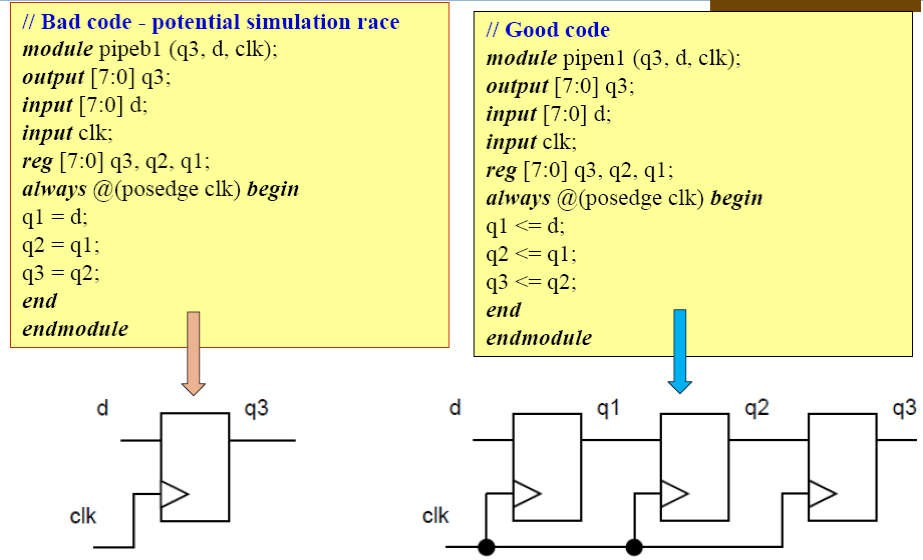 // Bad code - potential simulation race
module pipeb1 (q3, d, clk);
output [7:0] q3;
input [7:0] d;
input clk;
reg [7:0] q3, q2, q1;
always @(posedge clk) begin
q1 = d;
q2 = q1;
q3 = q2;
end
endmodule
// Good code
module pipen1 (q3, d, clk);
output [7:0] q3;
input [7:0] d;
input clk;
reg [7:0] q3, q2, q1;
always @(posedge clk) begin
q1 <= d;
q2 <= q1;
q3 <= q2;
end
endmodule
d
q3
clk
d
q1
q2
q3
clk